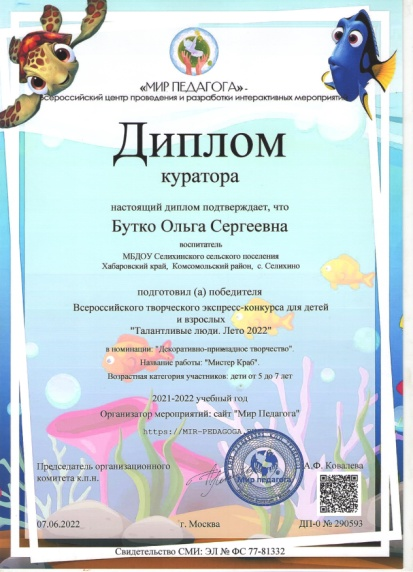 «МИР ПЕДАГОГА» -
Всероссийский центр проведения и разработки интерактивных мероприятий
Диплом
куратора
настоящий диплом подтверждает, что
Бутко Ольга Сергеевна
воспитатель
МБДОУ Селихинского сельского поселения
Хабаровский край, Комсомольский район, с. Селихино
подготовил (а) победителя
Всероссийского творческого экспресс-конкурса для детей
и взрослых
"Талантливые люди. Лето 2022"
в номинации: "Декоративно-прикладное творчество".
Название работы: "Мистер Краб".
Возрастная категория участников: дети от 5 до 7 лет
2021-2022 учебный год
Организатор мероприятий: сайт "Мир Педагога"
https://MIR-PEDAGOGA.
Председатель организационного
комитета к.п.н.
А.Ф. Ковалева
Мир педагога
07.06.2022
г. Москва
ДП-0 № 290593
Свидетельство СМИ: ЭЛ № ФС 77-81332